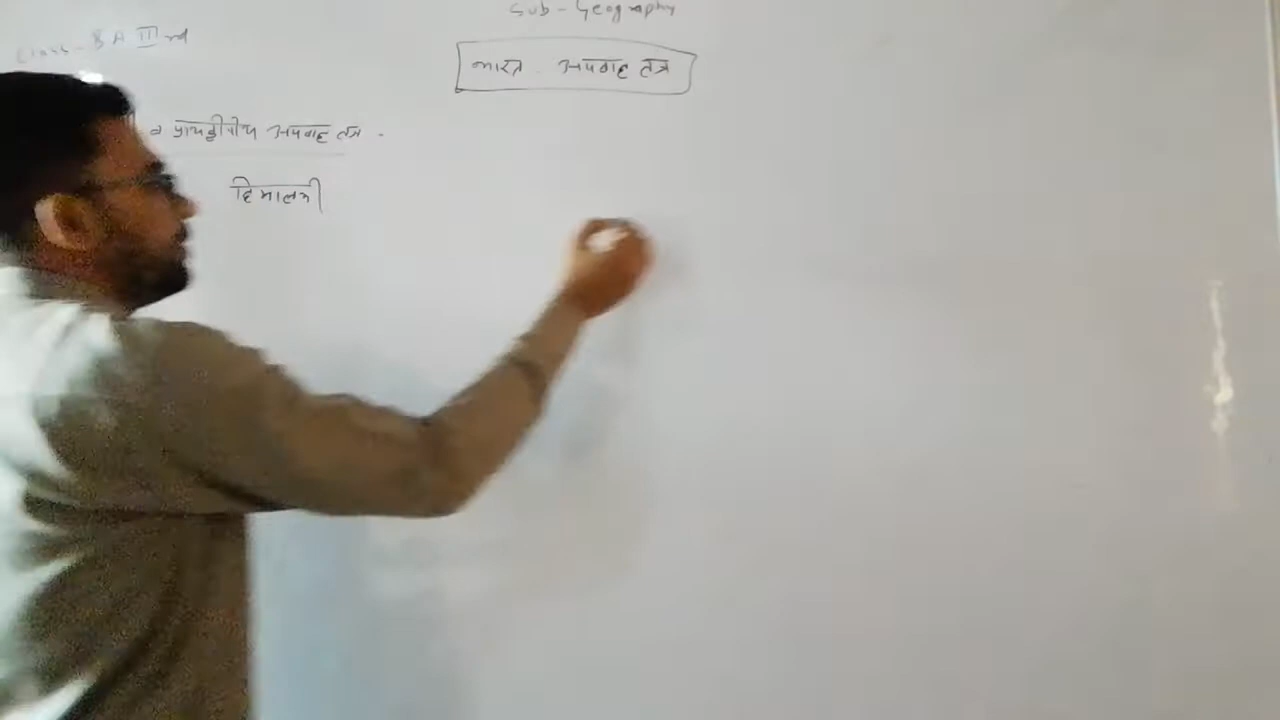 Sub - Geography
Class - B A III rd
भारत - अपवाह तंत्र
व प्रायद्वीपीय अपवाह तंत्र -
हिमालयी